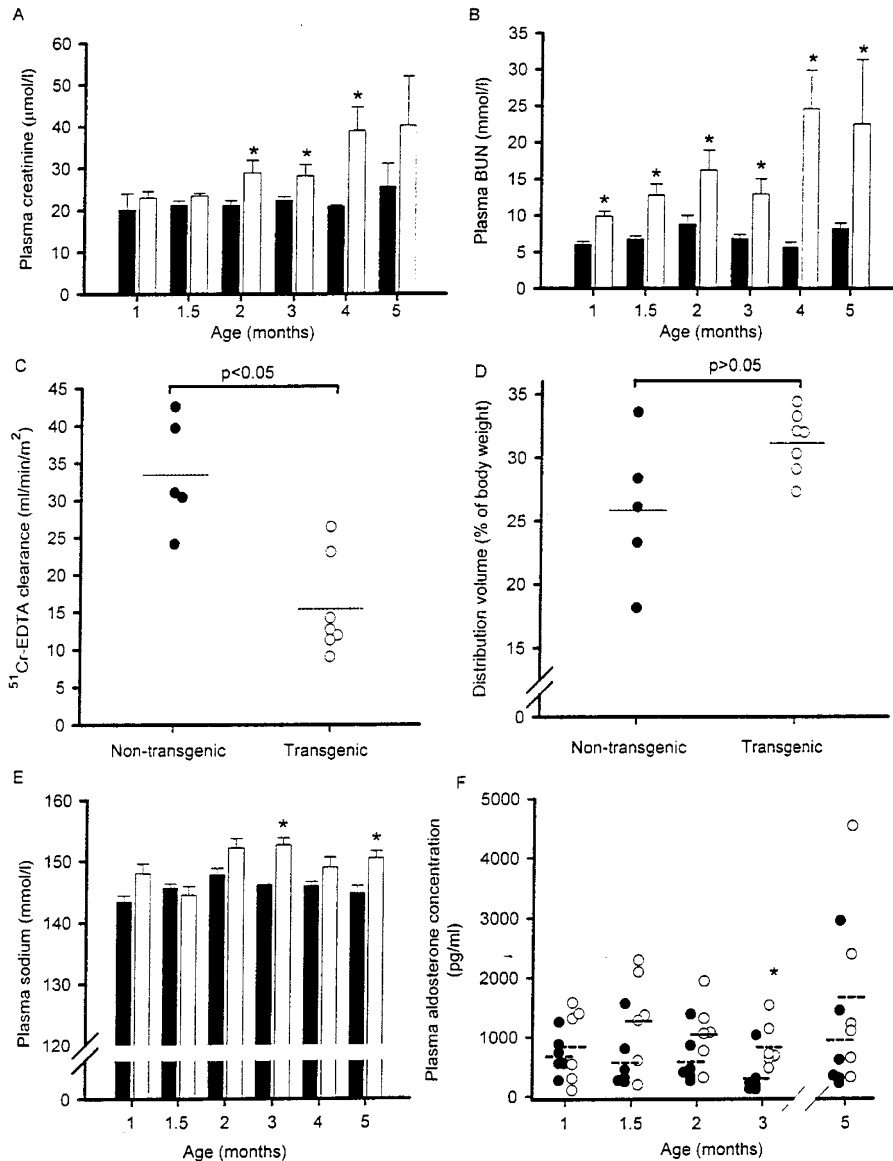 A
Plasma creatinine (μmol/l)
60
50
40
30
20
10
0
*
*
*
1 1.5 2 3 4 5
Age (months)
B
Plasma BUN (mmol/l)
35
30
25
20
15
10
5
0
*
*
*
*
*
*
1 1.5 2 3 4 5
Age (months)
C
p<0.05
51Cr-EDTA clearance (ml/min/m2)
45
40
35
30
25
20
15
10
5
0
Non-transgenic Transgenic
D
p>0.05
Distribution volume (% of body weight)
35
30
25
20
15
0
Non-transgenic Transgenic
E
Plasma sodium (mmol/l)
160
150
140
130
120
0
*
*
1 1.5 2 3 4 5
Age (months)
F
Plasma aldosterone concentration
(pg/ml)
5000
4000
3000
2000
1000
0
*
1 1.5 2 3 5
Age (months)